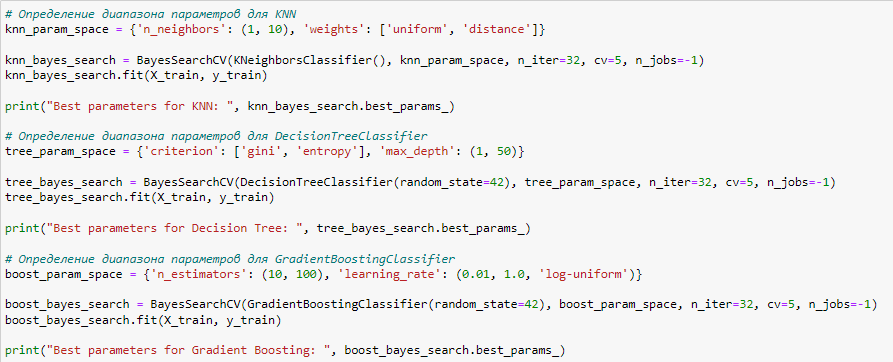 # Определение диапазона параметров для KNN
knn_param_space = {'n_neighbors': (1, 10), 'weights': ['uniform', 'distance']}
knn_bayes_search = BayesSearchCV(KNeighborsClassifier(), knn_param_space, n_iter=32, cv=5, n_jobs=-1)
knn_bayes_search.fit(X_train, y_train)
print("Best parameters for KNN: ", knn_bayes_search.best_params_)
# Определение диапазона параметров для DecisionTreeClassifier
tree_param_space = {'criterion': ['gini', 'entropy'], 'max_depth': (1, 50)}
tree_bayes_search = BayesSearchCV(DecisionTreeClassifier(random_state=42), tree_param_space, n_iter=32, cv=5, n_jobs=-1)
tree_bayes_search.fit(X_train, y_train)
print("Best parameters for Decision Tree: ", tree_bayes_search.best_params_)
# Определение диапазона параметров для GradientBoostingClassifier
boost_param_space = {'n_estimators': (10, 100), 'learning_rate': (0.01, 1.0, 'log-uniform')}
boost_bayes_search = BayesSearchCV(GradientBoostingClassifier(random_state=42), boost_param_space, n_iter=32, cv=5, n_jobs=-1)
boost_bayes_search.fit(X_train, y_train)
print("Best parameters for Gradient Boosting: ", boost_bayes_search.best_params_)